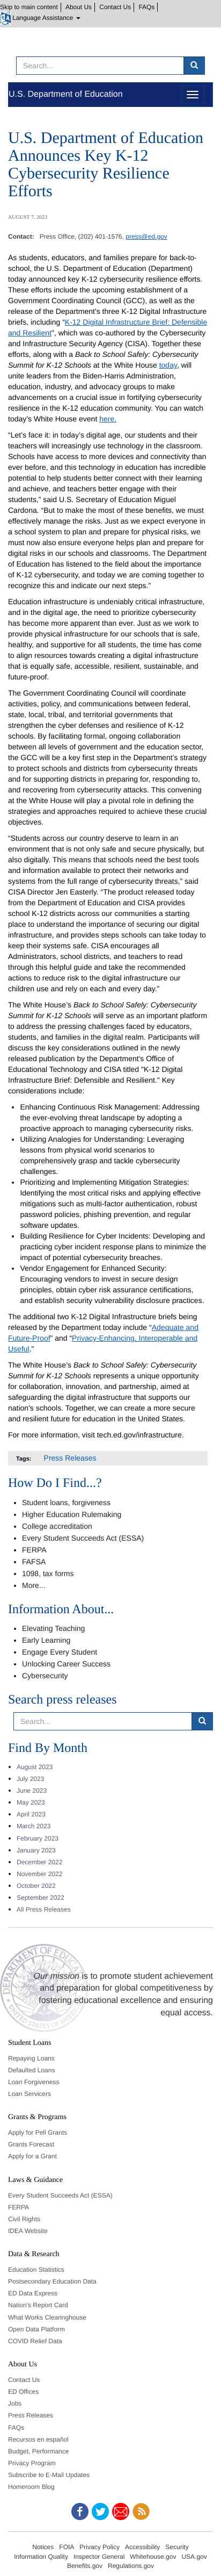 Skip to main content
About Us
Contact Us
FAQs
Language Assistance
Search...
U.S. Department of Education
U.S. Department of Education
Announces Key K-12
Cybersecurity Resilience
Efforts
AUGUST 7, 2023
Contact: Press Office, (202) 401-1576, press@ed.gov
As students, educators, and families prepare for back-to-
school, the U.S. Department of Education (Department)
today announced key K-12 cybersecurity resilience efforts.
These efforts including the upcoming establishment of a
Government Coordinating Council (GCC), as well as the
release of the Department's K-12 Digital Infrastructure
briefs, including "K-12 Digital Infrastructure Brief: Defensible
and Resilient", which was co-authored by the Cybersecurity
and Infrastructure Security Agency (CISA). Together these
efforts, set amid a Back to School Safely: Cybersecurity
Summit for K-12 Schools at the White House today, will
lead with leaders from the Biden-Harris Administration,
industry, education, and advocacy groups to make
advancements to this crucial issue in fortifying cybersecurity
resilience in the K-12 educational community. You can watch
today's White House event here.
"Let's face it: in today's digital age, our students and their
teachers increasingly use technology in school.
Schools have access to more devices and connectivity than
ever before, and this technology in education has enormous
potential to help students better connect with their learning
and achieve, and teachers better engage with their
students," said U.S. Secretary of Education Miguel
Cardona. "But to make the most of these benefits, we must
effectively manage the risks. Just as we expect everyone in
a school system to plan and prepare for physical risks, we
must now also ensure everyone helps plan and prepare for
digital risks in our schools and classrooms. The Department
of Education has listened to the field about the importance
of K-12 cybersecurity, and today we are coming together to
recognize this and indicate our next steps."
Education infrastructure is undeniably critical infrastructure,
and in the digital age, the need to prioritize cybersecurity
has become more apparent than ever before. Just as we
want to provide safe, healthy, and supportive physical
infrastructure for schools, the time has come to take some
more steps towards creating a digital infrastructure that is
equally safe, accessible, resilient, sustainable, and
future-proof.
The Government Coordinating Council will coordinate
activities, policy, and communications between federal,
state, local, tribal, and territorial governments to strengthen
the cyber defenses and resilience of K-12
schools. By facilitating formal, ongoing collaboration
between all levels of government and the education sector,
the GCC will be a key first step in the Department's strategy
to protect schools and districts from cybersecurity threats
and for supporting districts in preparing for, responding to,
and recovering from cybersecurity attacks. This convening
at the White House will play a pivotal role in
Department to achieve its important and crucial cybersecure
objectives.
"Students across our country deserve to learn in an
environment that is not only safe and secure physically, but
also digitally. This means that schools need the tools and
information available to protect their networks and
themselves from the full range of cybersecurity threats," said
CISA Director Jen Easterly. "The product released today
from the Department of Education and CISA provides
school K-12 districts across our country with a common
place to understand the importance of securing our digital
infrastructure, and provides steps schools can take today to
keep their systems safe. CISA encourages all
Administrators, school districts, and teachers to read
through this helpful guide and the recommended
practices to make our K-12 cyber ecosystem one where all
our children can learn safely each and every day."
The White House's Back to School Safely: Cybersecurity
Summit for K-12 Schools will serve as an important platform
to address the cybersecurity challenges faced by educators,
students, and families in the digital realm. Participants will
discuss the key considerations outlined in the newly
released publication by the Department's Office of
Educational Technology and CISA titled "K-12 Digital
Infrastructure Brief: Defensible and Resilient." Key
considerations include:
Enhancing Continuous Risk Management: Addressing
the ever-evolving threat landscape by adopting a
proactive approach to managing cybersecurity risks.
Utilizing Analogies for Understanding: Leveraging
lessons from physical world scenarios to
comprehensively tackle emerging cybersecurity
challenges.
Prioritizing and Implementing Mitigation Strategies:
Identifying the most critical and applying effective
mitigations such as multi-factor authentication, robust
password policies, phishing prevention, and regular
software updates.
Building Resilience for Cyber Incidents: Developing and
practicing cyber incident response plans to minimize the
impact of potential breaches.
Vendor Engagement for Enhanced Security:
Encouraging vendors to invest in secure design
principles, obtain cyber risk insurance coverage, and
establish security vulnerability disclosure processes.
The additional two K-12 Digital Infrastructure briefs being
released by the Department today include "Adequate and
Future-Proof" and "Privacy-Enhancing, Interoperable and
Useful."
The White House's Back to School Safely: Cybersecurity
Summit for K-12 Schools represents a unique opportunity
for collaboration, innovation, and partnership aimed at
safeguarding the digital infrastructure that supports our
education system. Together, we can create a secure and
resilient future for education in the United States.
For more information, visit tech.ed.gov/infrastructure.
Tags: Press Releases
How Do I Find...?
Student loans, forgiveness
Higher Education Rulemaking
College accreditation
Every Student Succeeds Act (ESSA)
FERPA
FAFSA
1098, tax forms
More...
Information About...
Elevating Teaching
Early Learning
Engage Every Student
Unlocking Career Success
Cybersecurity
Search press releases
Search...
Find By Month
August 2023
July 2023
June 2023
May 2023
April 2023
March 2023
February 2023
January 2023
December 2022
November 2022
October 2022
September 2022
All Press Releases
Our mission is to promote student achievement
and preparation for global competitiveness by
fostering educational excellence and ensuring
equal access.
Student Loans
Repaying Loans
Defaulted Loans
Loan Forgiveness
Loan Servicers
Grants & Programs
Apply for Pell Grants
Grants Forecast
Apply for a Grant
Laws & Guidance
Every Student Succeeds Act (ESSA)
FERPA
Civil Rights
IDEA Website
Data & Research
Education Statistics
Postsecondary Education Data
ED Data Express
Nation's Report Card
What Works Clearinghouse
Open Data Platform
COVID Relief Data
About Us
Contact Us
ED Offices
Jobs
Press Releases
FAQs
Recursos en español
Budget, Performance
Privacy Program
Subscribe to E-Mail Updates
Homeroom Blog
Notices FOIA Privacy Policy Accessibility Security
Information Quality Inspector General Whitehouse.gov USA.gov
Benefits.gov Regulations.gov